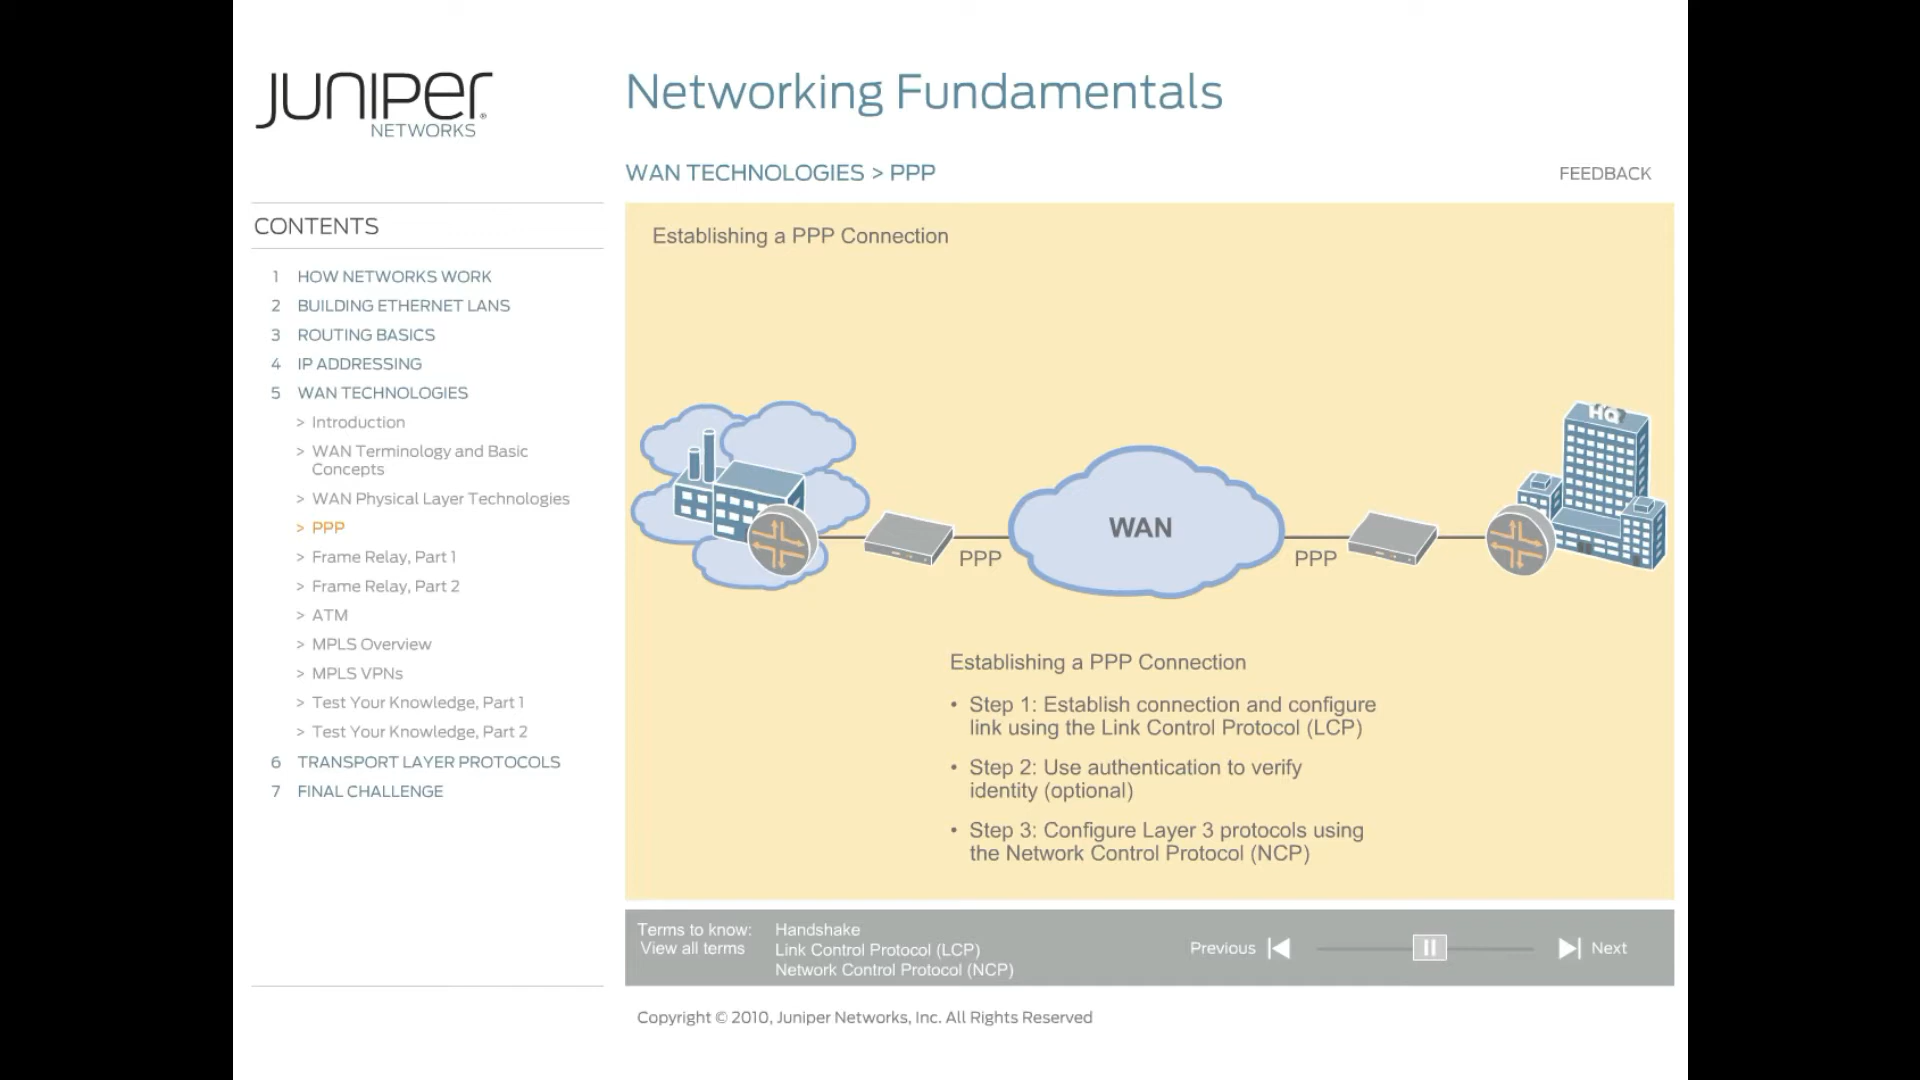 JUNIPER
NETWORKS
Networking Fundamentals
WAN TECHNOLOGIES > PPP
FEEDBACK
CONTENTS
1 HOW NETWORKS WORK
2 BUILDING ETHERNET LANS
3 ROUTING BASICS
4 IP ADDRESSING
5 WAN TECHNOLOGIES
> Introduction
> WAN Terminology and Basic
Concepts
> WAN Physical Layer Technologies
> PPP
> Frame Relay, Part 1
> Frame Relay, Part 2
> ATM
> MPLS Overview
> MPLS VPNs
> Test Your Knowledge, Part 1
> Test Your Knowledge, Part 2
6 TRANSPORT LAYER PROTOCOLS
7 FINAL CHALLENGE
Establishing a PPP Connection
HQ
WAN
PPP
PPP
Establishing a PPP Connection
• Step 1: Establish connection and configure
link using the Link Control Protocol (LCP)
• Step 2: Use authentication to verify
identity (optional)
• Step 3: Configure Layer 3 protocols using
the Network Control Protocol (NCP)
Terms to know:
View all terms
Handshake
Link Control Protocol (LCP)
Network Control Protocol (NCP)
Previous
Next
Copyright © 2010, Juniper Networks, Inc. All Rights Reserved